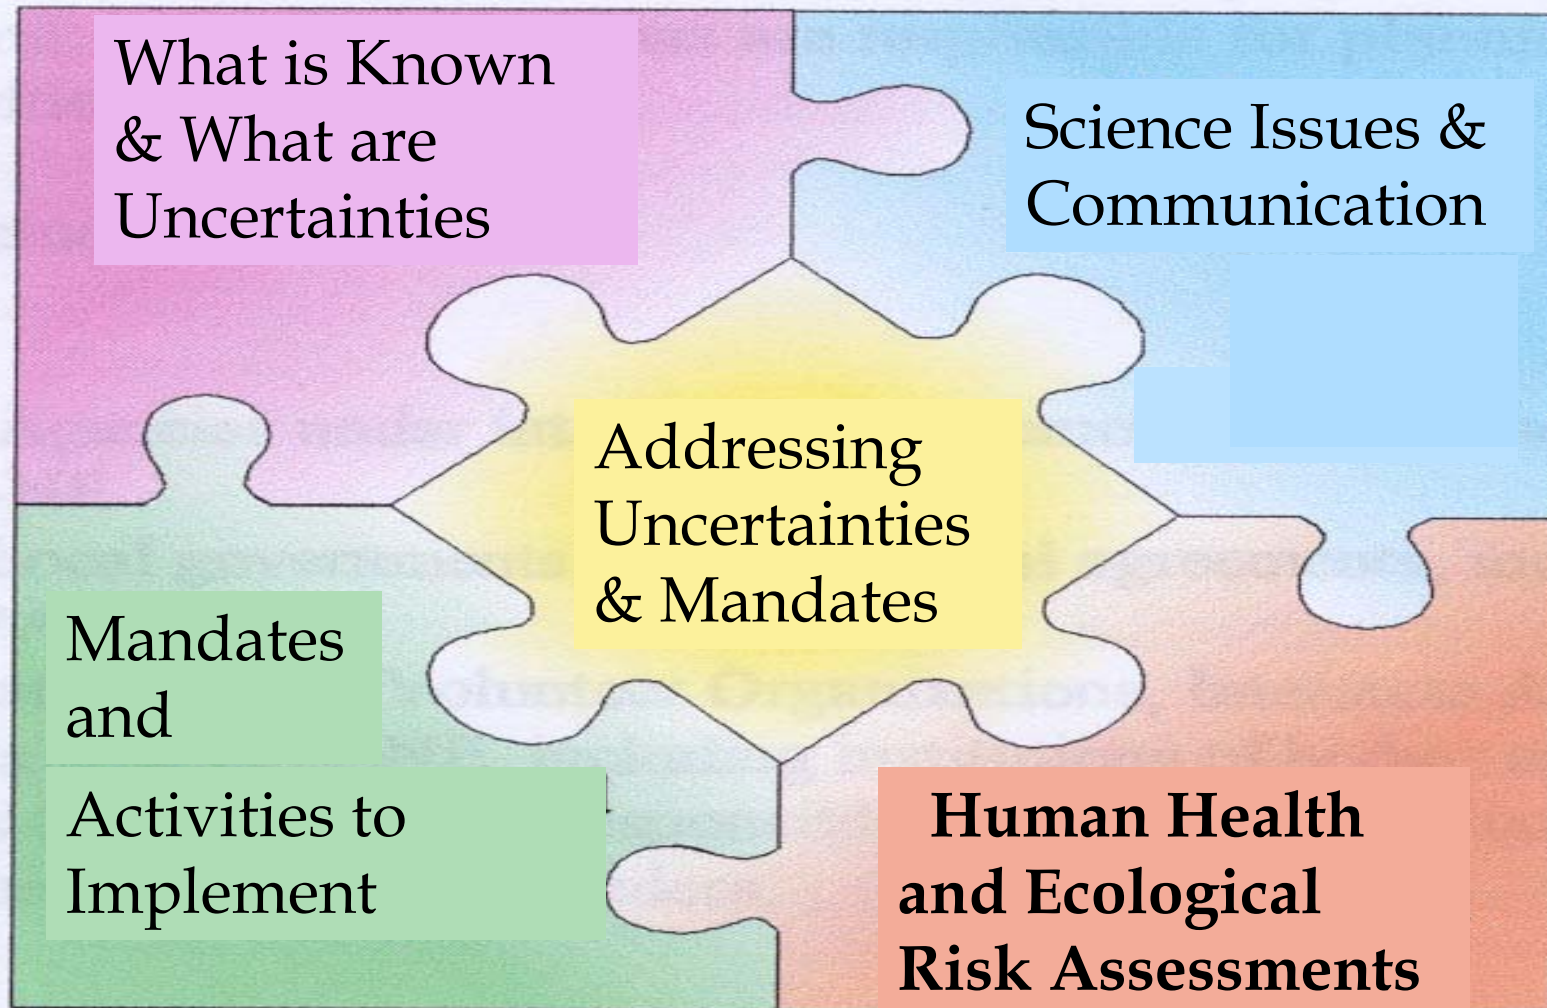 What is Known
& What are
Uncertainties
Science Issues &
Communication
Addressing
Uncertainties
& Mandates
Mandates
and
Activities to
Implement
Human Health
and Ecological
Risk Assessments